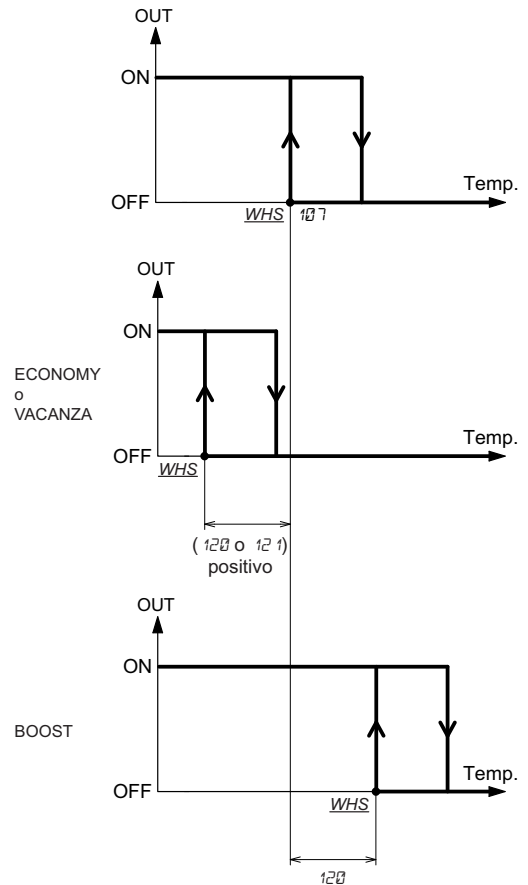 OUT
ON
OFF
Temp.
WHS 107
OUT
ON
ECONOMY
o
VACANZA
OFF
Temp.
WHS
( 120 o 121)
positivo
OUT
ON
BOOST
OFF
Temp.
WHS
120